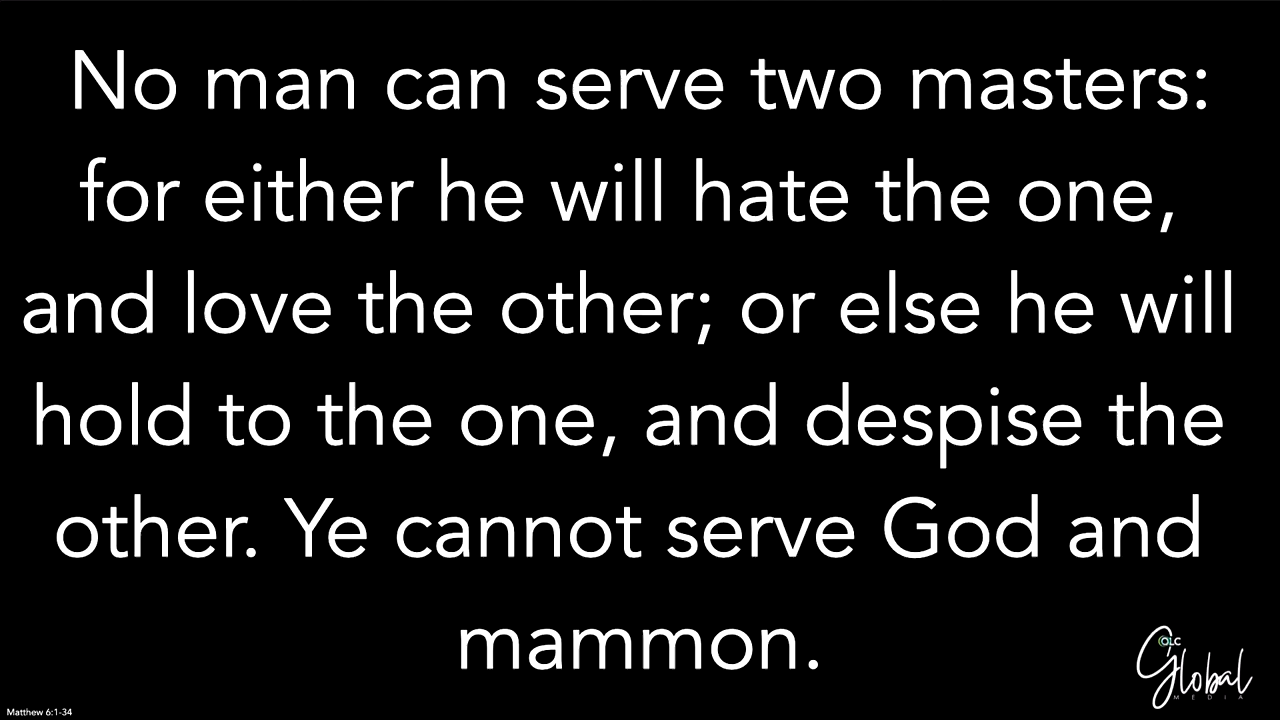 No man can serve two masters:
for either he will hate the one,
and love the other; or else he will
hold to the one, and despise the
other. Ye cannot serve God and
mammon.
OLC
Global
MEDIA
Matthew 6:1-34